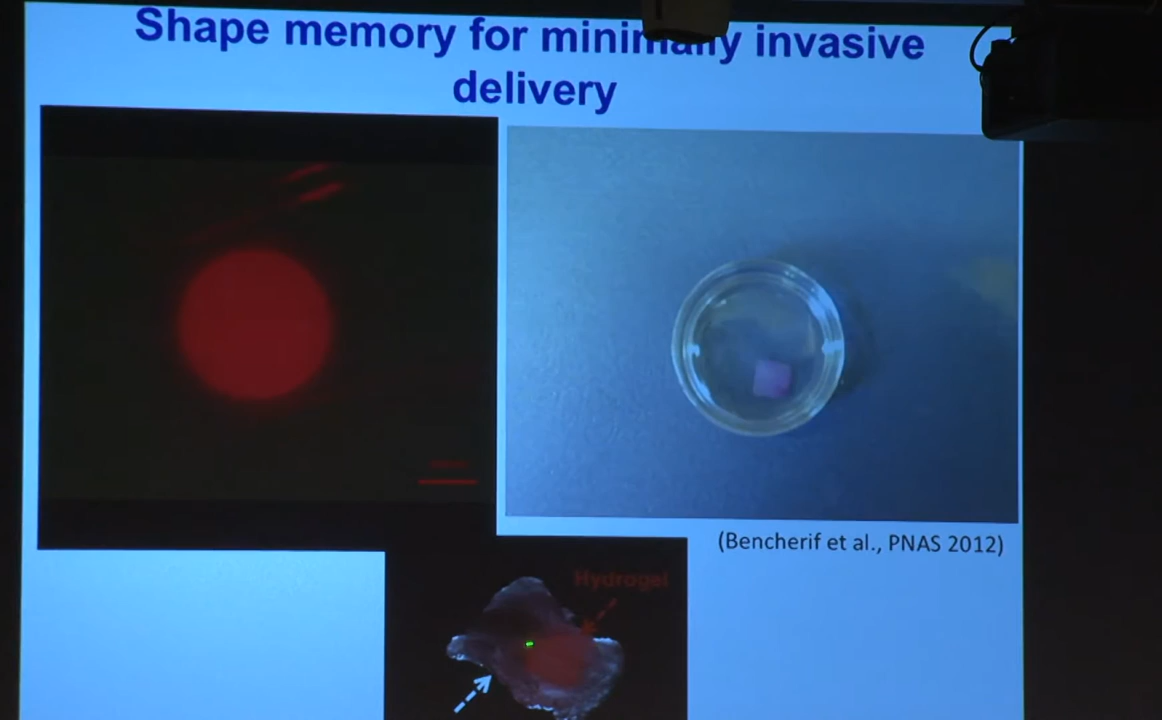 Shape memory for minimally invasive
delivery
(Bencherif et al., PNAS 2012)
Hydrogel